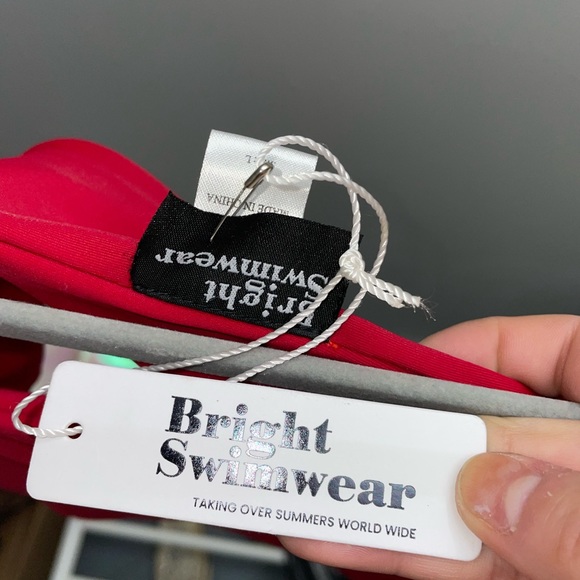 MADE IN CHINA
Bright
Swimwear
Bright
Swimwear
TAKING OVER SUMMERS WORLD WIDE